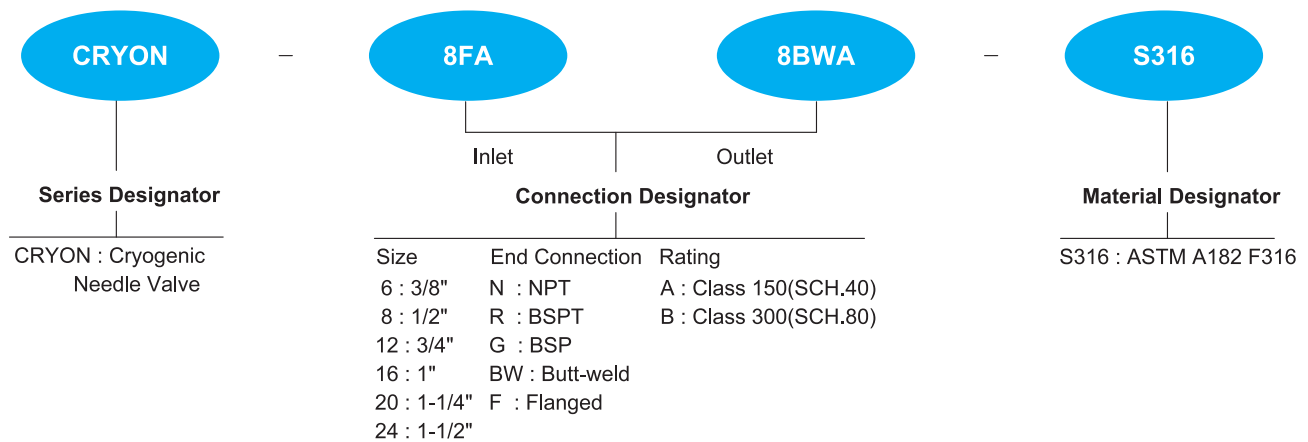 CRYON – 8FA 8BWA – S316
Inlet Outlet
Series Designator
CRYON : Cryogenic
Needle Valve
Connection Designator
Size End Connection Rating
6 : 3/8" N : NPT A : Class 150(SCH.40)
8 : 1/2" R : BSPT B : Class 300(SCH.80)
12 : 3/4" G : BSP
16 : 1" BW : Butt-weld
20 : 1-1/4" F : Flanged
24 : 1-1/2"
Material Designator
S316 : ASTM A182 F316